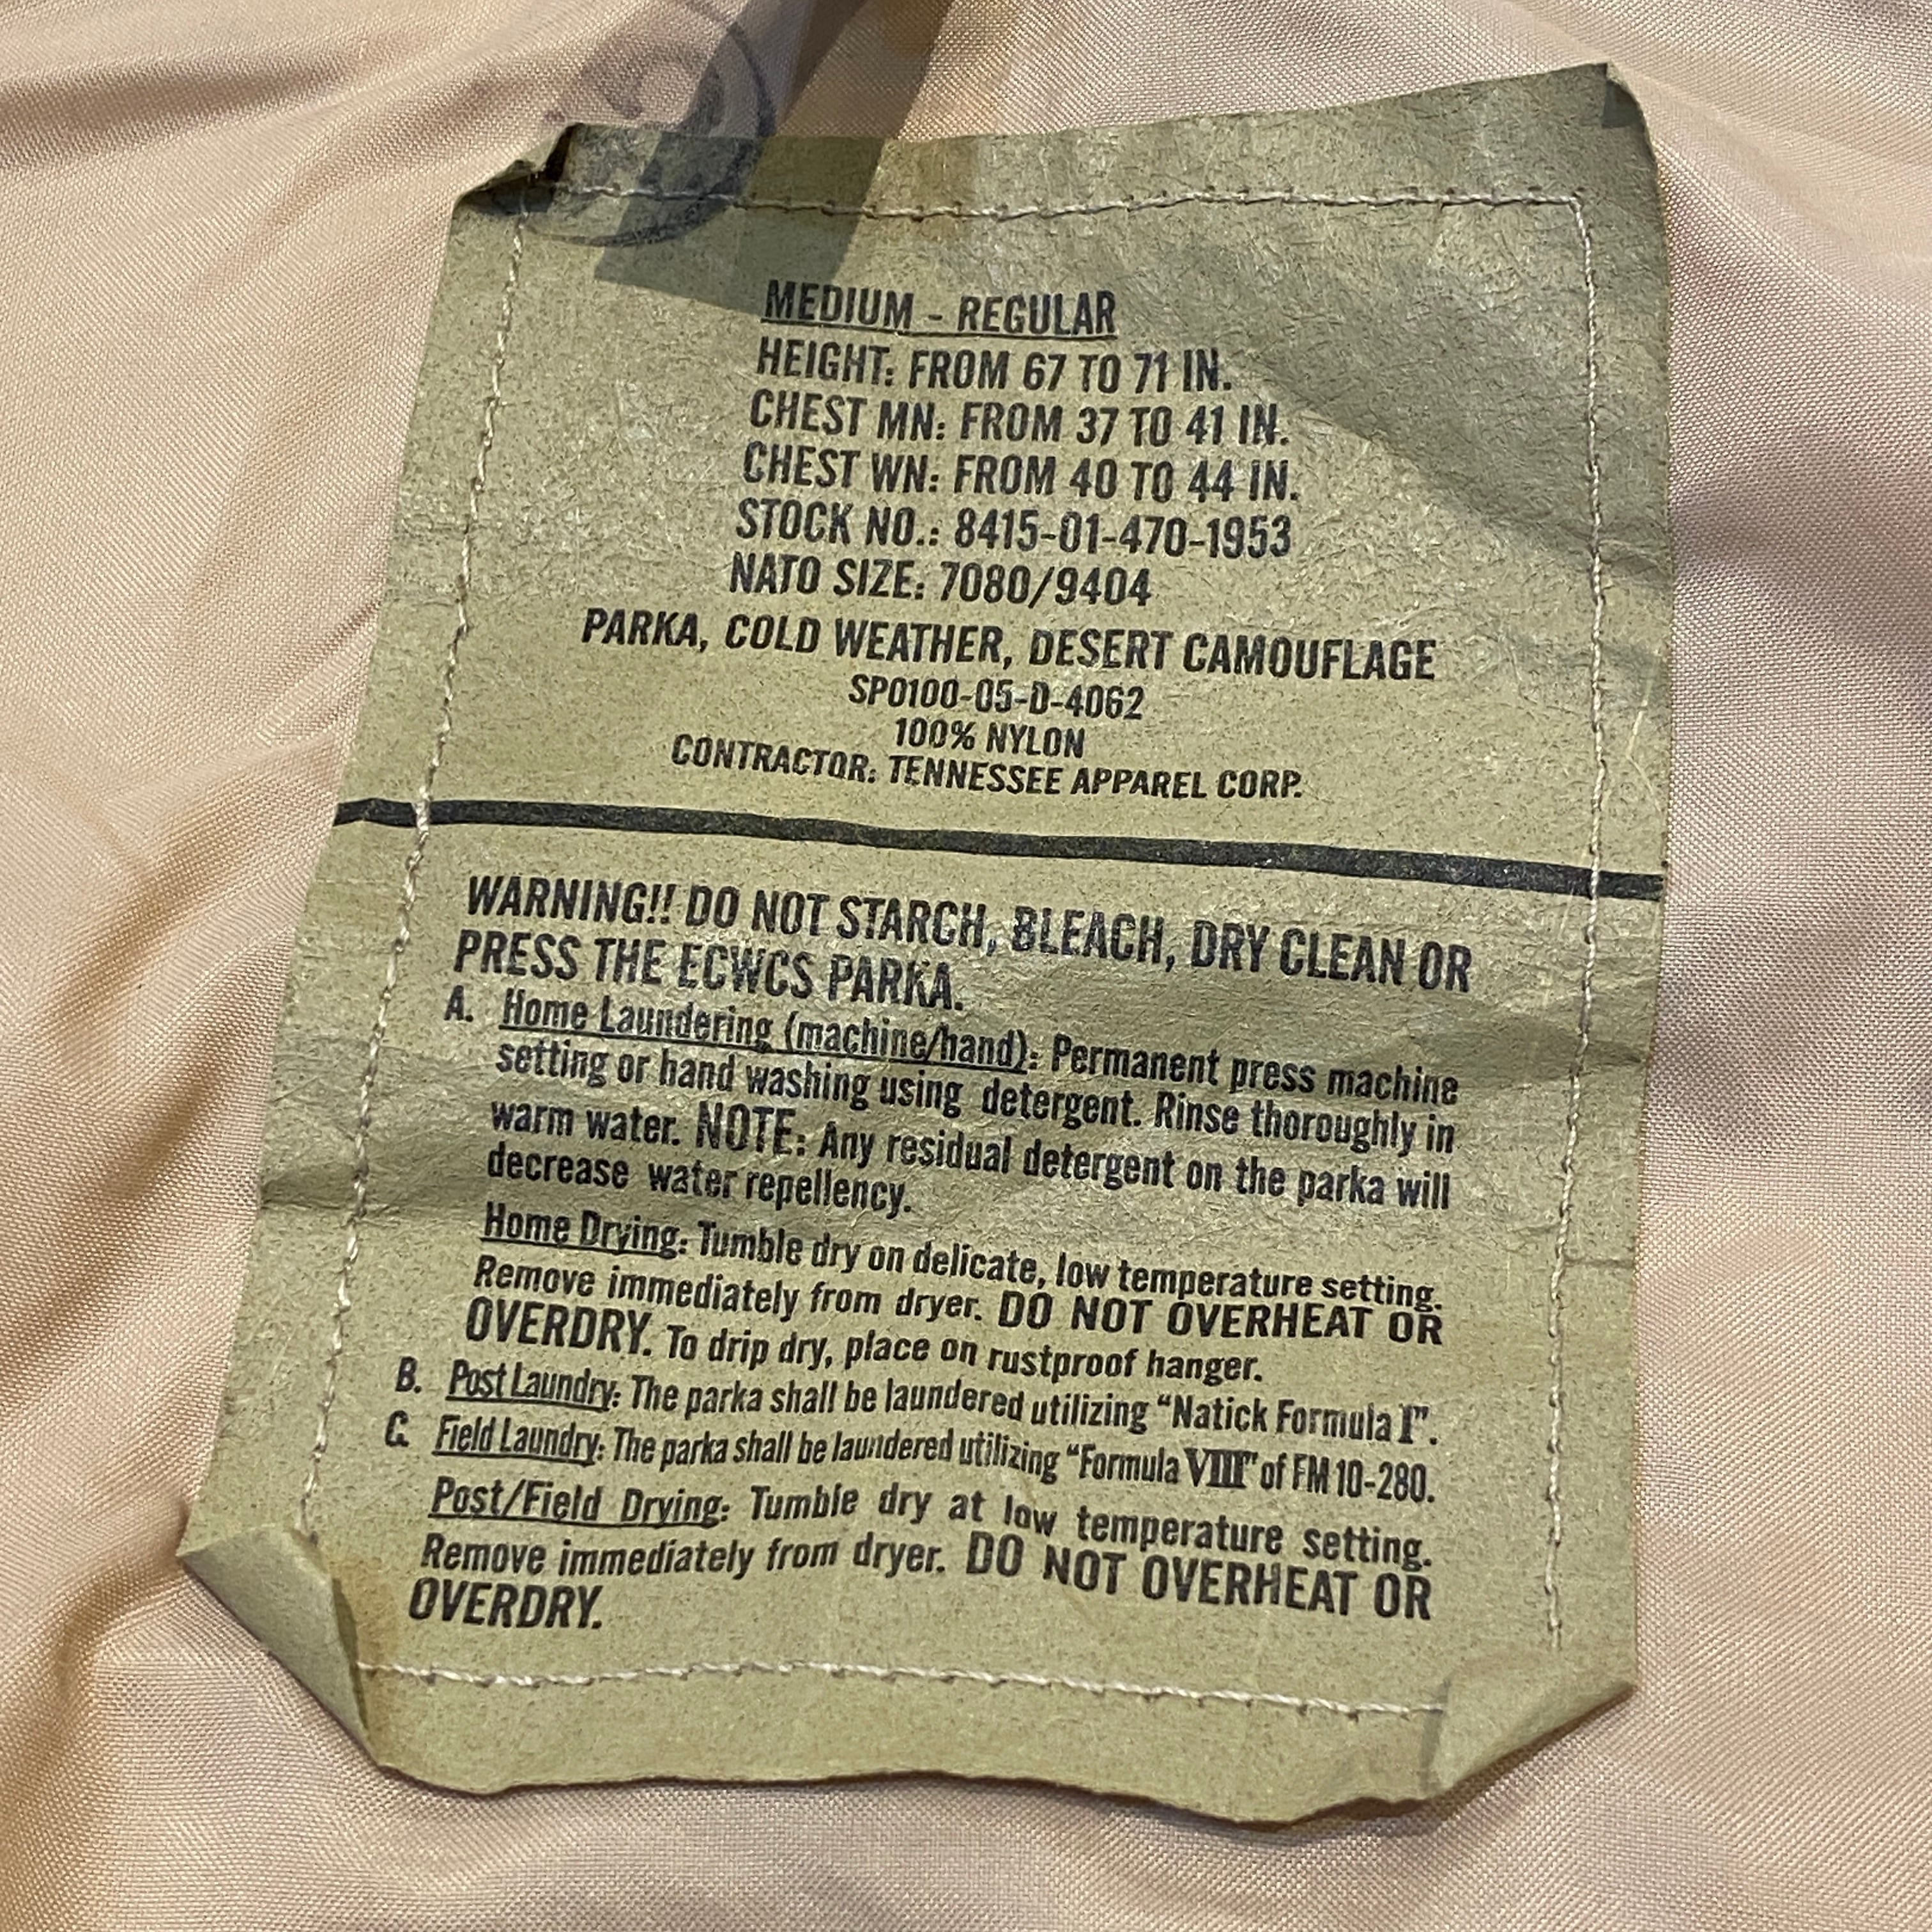 MEDIUM - REGULAR
HEIGHT: FROM 67 TO 71 IN.
CHEST MN: FROM 37 TO 41 IN.
CHEST WN: FROM 40 TO 44 IN.
STOCK NO.: 8415-01-470-1953
NATO SIZE: 7080/9404
PARKA, COLD WEATHER, DESERT CAMOUFLAGE
SPO100-05-D-4062
100% NYLON
CONTRACTOR: TENNESSEE APPAREL CORP.
WARNING!! DO NOT STARCH, BLEACH, DRY CLEAN OR
PRESS THE ECWCS PARKA.
A. Home Laundering (machine/hand): Permanent press machine
setting or hand washing using detergent. Rinse thoroughly in
warm water. NOTE: Any residual detergent on the parka will
decrease water repellency.
Home Drying: Tumble dry on delicate, low temperature setting.
Remove immediately from dryer. DO NOT OVERHEAT OR
OVERDRY. To drip dry, place on rustproof hanger.
B. Post Laundry: The parka shall be laundered utilizing “Natick Formula I”.
C. Field Laundry: The parka shall be laundered utilizing “Formula VIII” of FM 10-280.
Post/Field Drying: Tumble dry at low temperature setting.
Remove immediately from dryer. DO NOT OVERHEAT OR
OVERDRY.